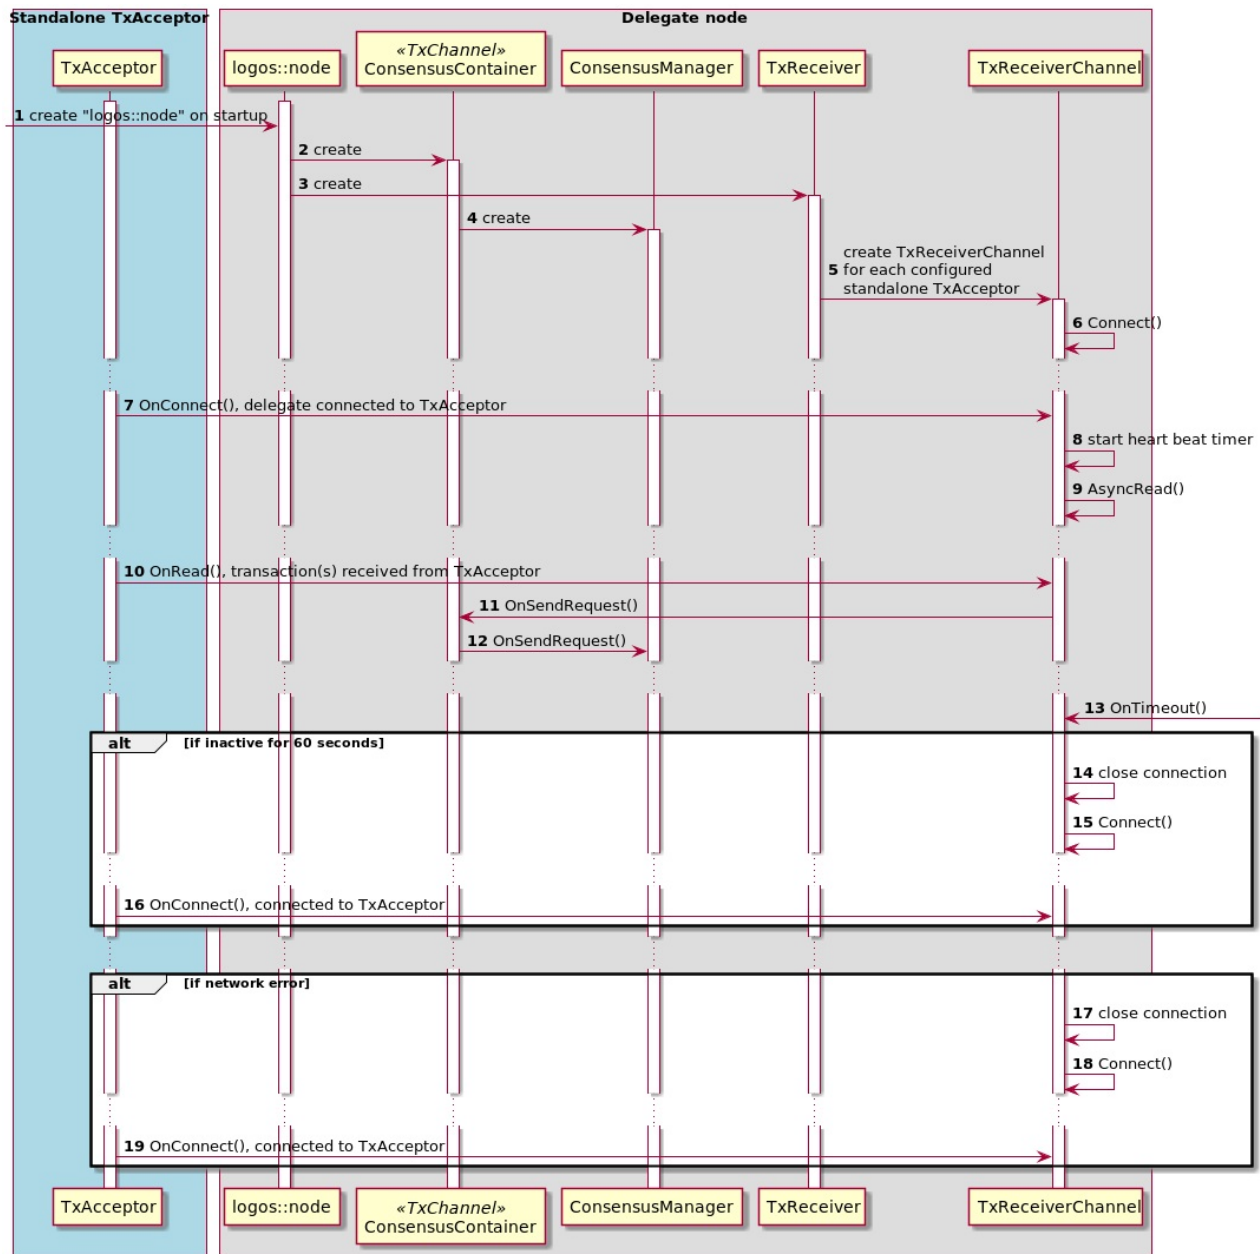 Standalone TxAcceptor
Delegate node
TxAcceptor
logos::node
«TxChannel»
ConsensusContainer
ConsensusManager
TxReceiver
TxReceiverChannel
1 create "logos::node" on startup
2 create
3 create
4 create
create TxReceiverChannel
5 for each configured
standalone TxAcceptor
6 Connect()
7 OnConnect(), delegate connected to TxAcceptor
8 start heart beat timer
9 AsyncRead()
10 OnRead(), transaction(s) received from TxAcceptor
11 OnSendRequest()
12 OnSendRequest()
13 OnTimeout()
alt [if inactive for 60 seconds]
14 close connection
15 Connect()
16 OnConnect(), connected to TxAcceptor
alt [if network error]
17 close connection
18 Connect()
19 OnConnect(), connected to TxAcceptor
TxAcceptor
logos::node
«TxChannel»
ConsensusContainer
ConsensusManager
TxReceiver
TxReceiverChannel